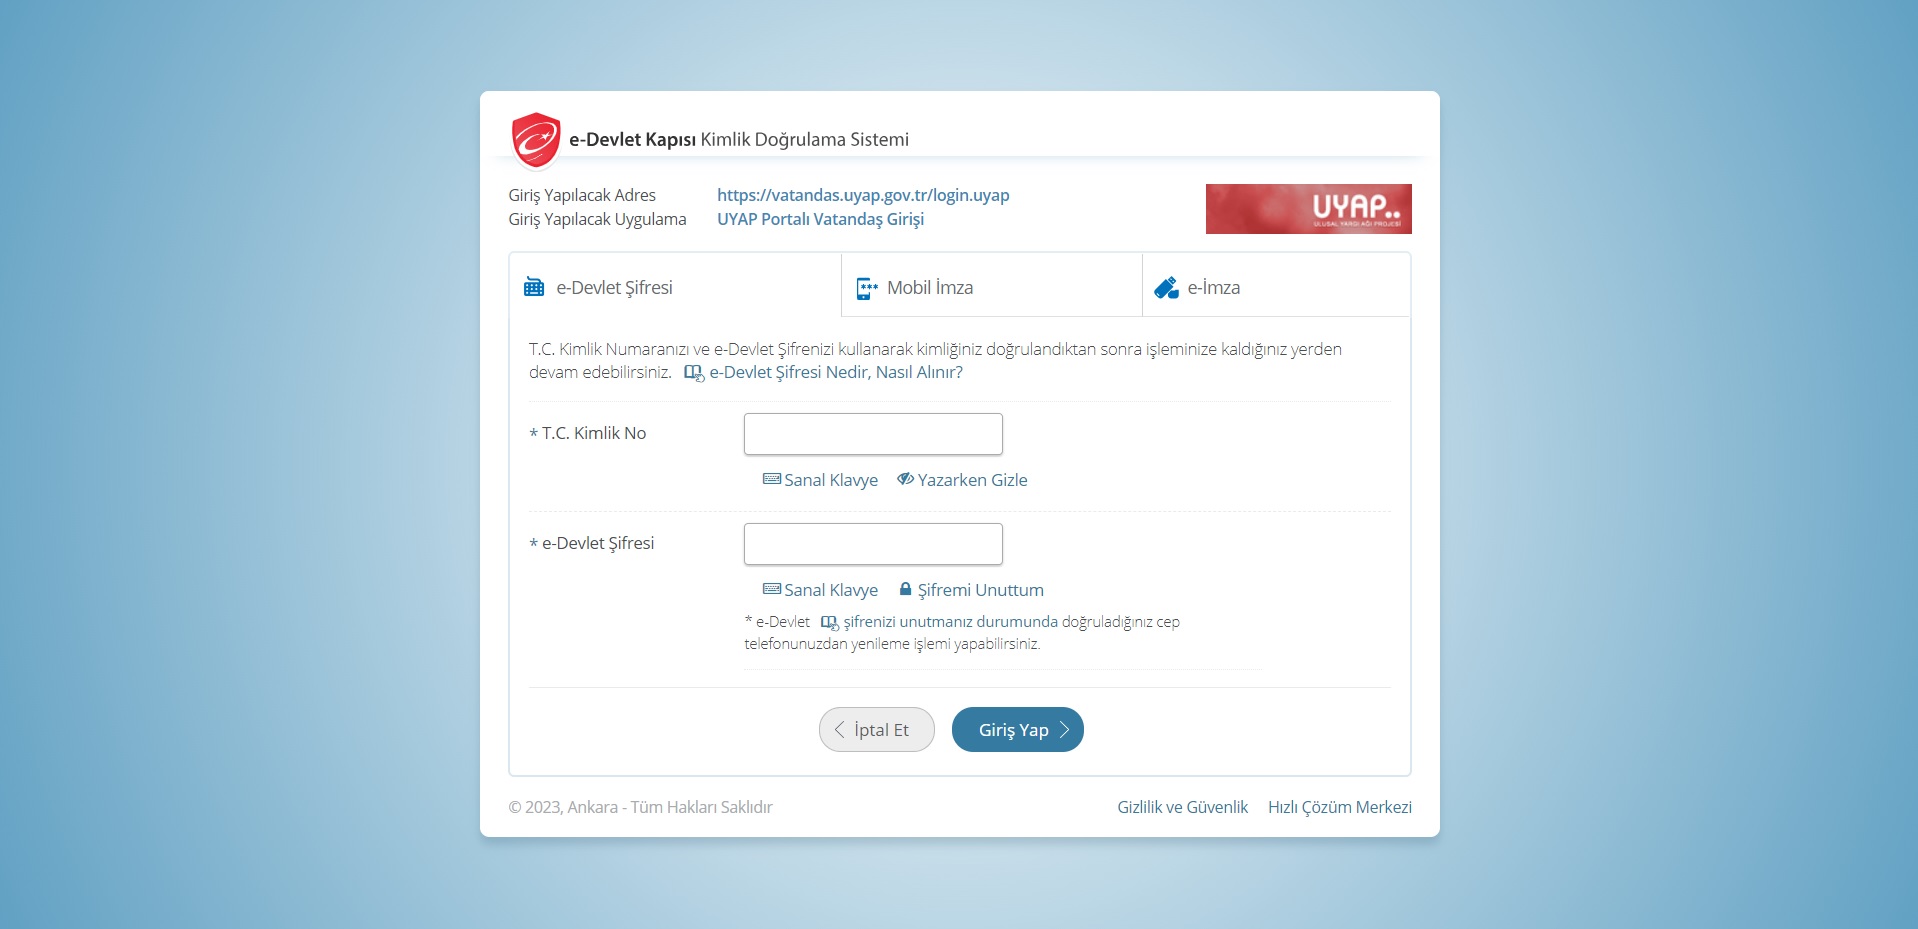 e-Devlet Kapısı Kimlik Doğrulama Sistemi
Giriş Yapılacak Adres https://vatandas.uyap.gov.tr/login.uyap
Giriş Yapılacak Uygulama UYAP Portalı Vatandaş Girişi
UYAP..
ULUSAL YARGI AĞI PROJESİ
e-Devlet Şifresi Mobil İmza e-İmza
T.C. Kimlik Numaranızı ve e-Devlet Şifrenizi kullanarak kimliğiniz doğrulandıktan sonra işleminize kaldığınız yerden
devam edebilirsiniz. e-Devlet Şifresi Nedir, Nasıl Alınır?
* T.C. Kimlik No
Sanal Klavye Yazarken Gizle
* e-Devlet Şifresi
Sanal Klavye Şifremi Unuttum
* e-Devlet şifrenizi unutmanız durumunda doğruladığınız cep
telefonunuzdan yenileme işlemi yapabilirsiniz.
İptal Et Giriş Yap
© 2023, Ankara - Tüm Hakları Saklıdır Gizlilik ve Güvenlik Hızlı Çözüm Merkezi